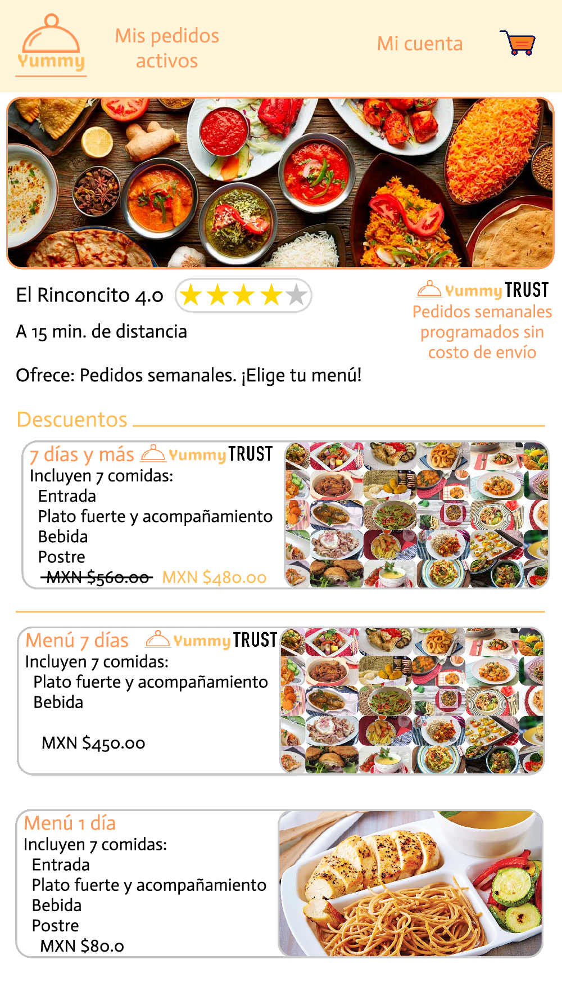 Yummy
Mis pedidos
activos
Mi cuenta
El Rinconcito 4.0
Yummy TRUST
Pedidos semanales
programados sin
costo de envío
A 15 min. de distancia
Ofrece: Pedidos semanales. ¡Elige tu menú!
Descuentos
7 días y más Yummy TRUST
Incluyen 7 comidas:
Entrada
Plato fuerte y acompañamiento
Bebida
Postre
MXN $560.00 MXN $480.00
Menú 7 días Yummy TRUST
Incluyen 7 comidas:
Plato fuerte y acompañamiento
Bebida
MXN $450.00
Menú 1 día
Incluyen 7 comidas:
Entrada
Plato fuerte y acompañamiento
Bebida
Postre
MXN $80.0